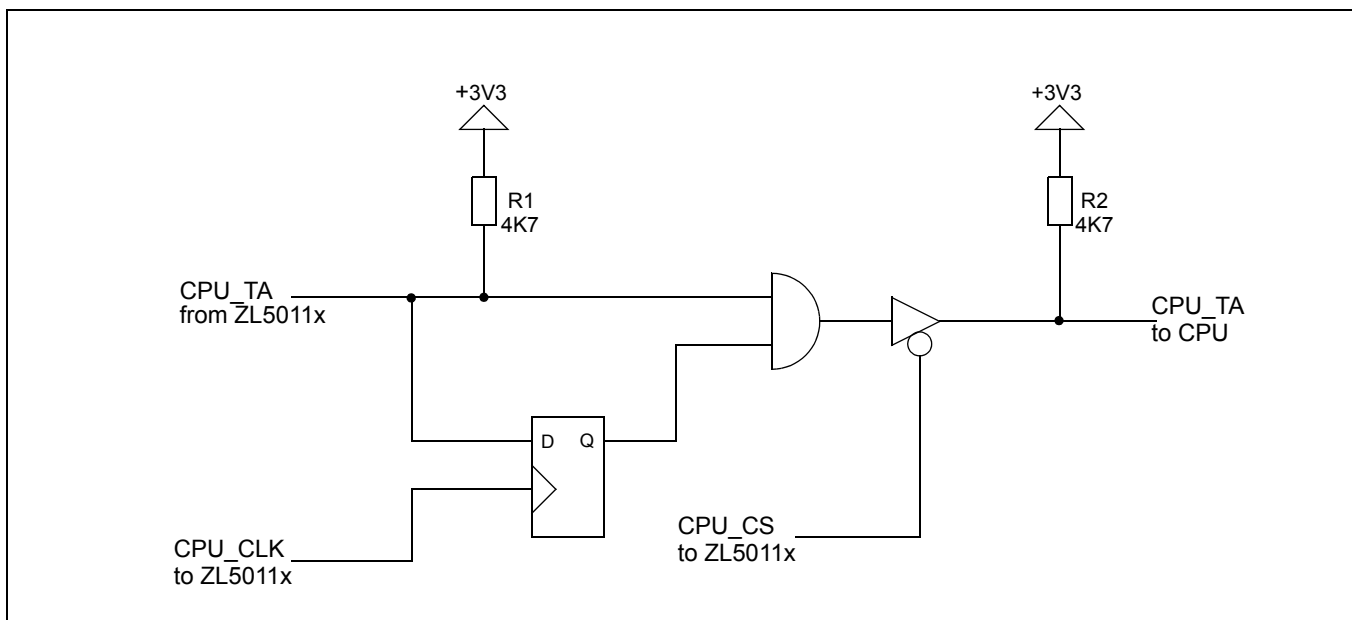 +3V3
+3V3
R1
4K7
R2
4K7
CPU_TA
from ZL5011x
CPU_TA
to CPU
D Q
CPU_CS
to ZL5011x
CPU_CLK
to ZL5011x